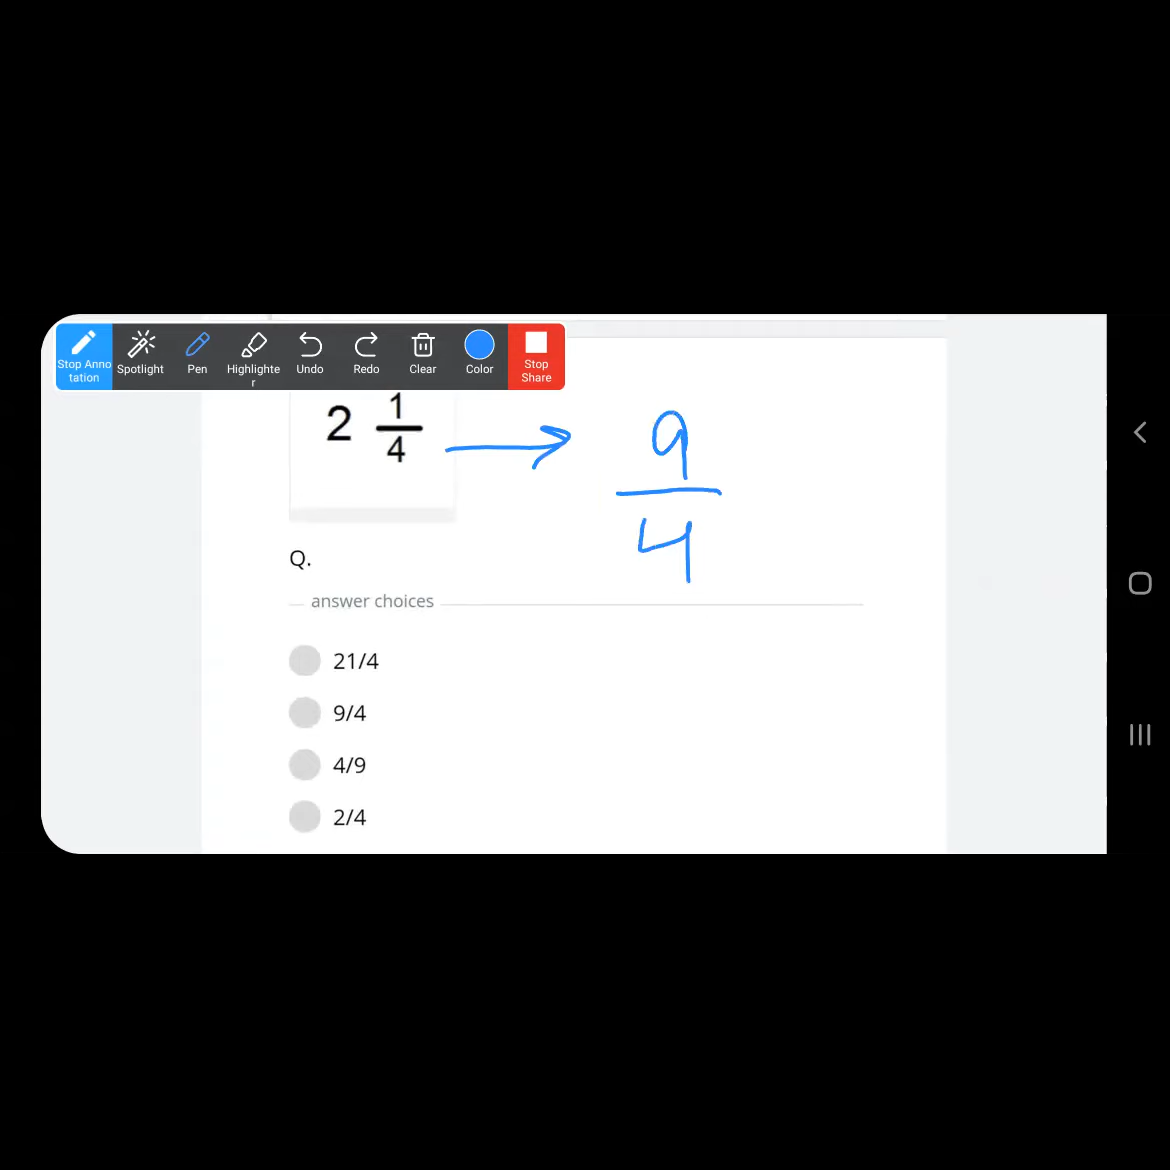 Stop Anno
tation
Spotlight
Pen
Highlighte
r
Undo
Redo
Clear
Color
Stop
Share
2 1/4
9/4
Q.
answer choices
21/4
9/4
4/9
2/4